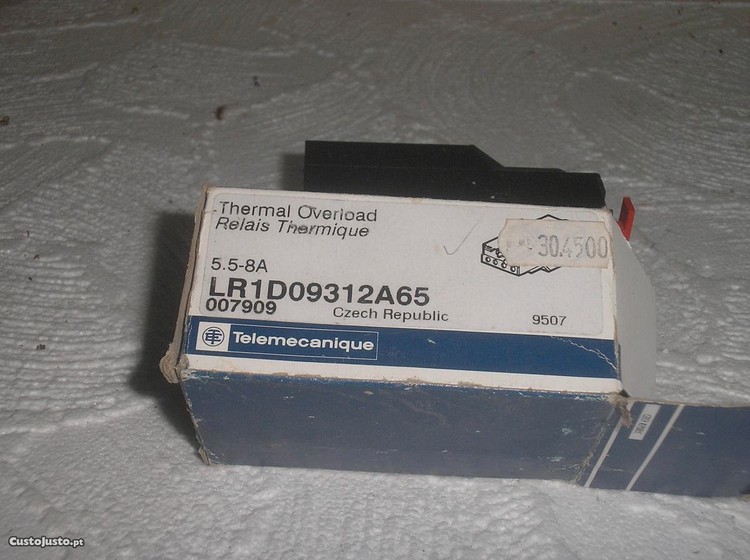 Thermal Overload
Relais Thermique
30.4500
5.5-8A
LR1D09312A65
007909
Czech Republic
9507
Telemecanique
CustoJusto.pt